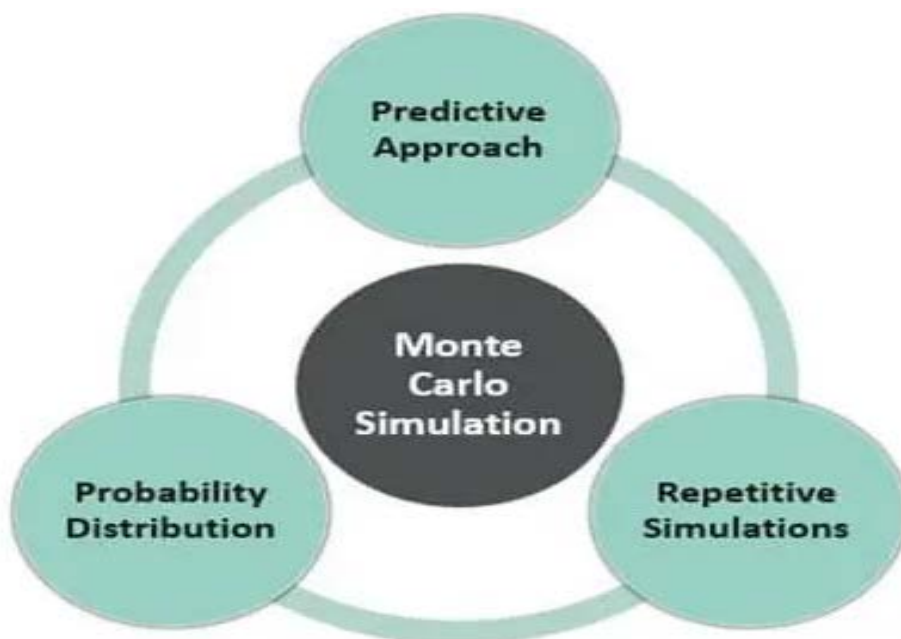 Predictive
Approach
Monte
Carlo
Simulation
Probability
Distribution
Repetitive
Simulations